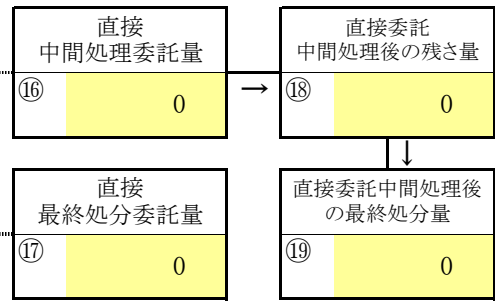 直接
中間処理委託量
⑯
0
→
直接委託
中間処理後の残さ量
⑱
0
↓
直接
最終処分委託量
⑰
0
直接委託中間処理後
の最終処分量
⑲
0